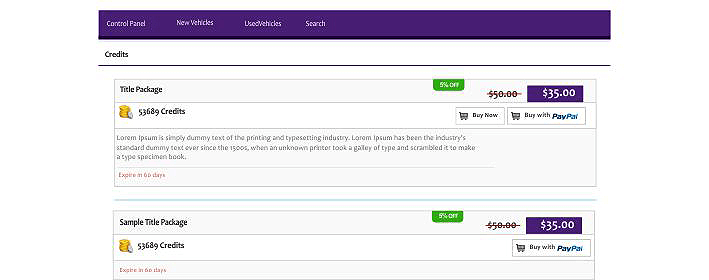 Control Panel New Vehicles UsedVehicles Search
Credits
Title Package 5% OFF $50.00 $35.00
53689 Credits Buy Now Buy with PayPal
Lorem Ipsum is simply dummy text of the printing and typesetting industry. Lorem Ipsum has been the industry's
standard dummy text ever since the 1500s, when an unknown printer took a galley of type and scrambled it to make
a type specimen book.
Expire in 60 days
Sample Title Package 5% OFF $50.00 $35.00
53689 Credits Buy with PayPal
Expire in 60 days